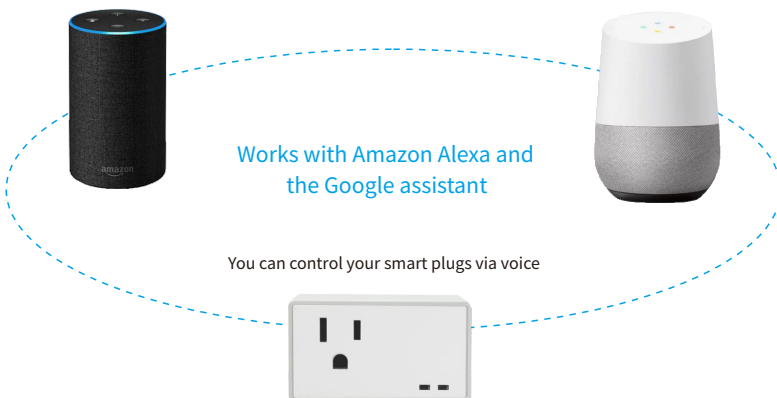 amazon
Works with Amazon Alexa and
the Google assistant
You can control your smart plugs via voice